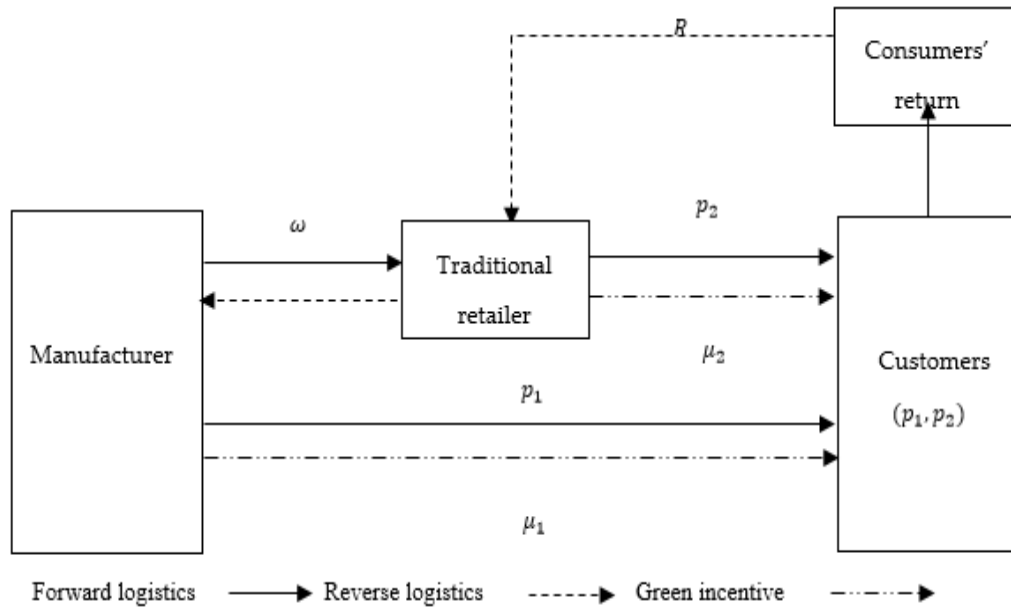 R
Consumers'
return
ω
p₂
Traditional
retailer
Manufacturer
μ₂
Customers
p₁
(p₁, p₂)
μ₁
Forward logistics Reverse logistics Green incentive